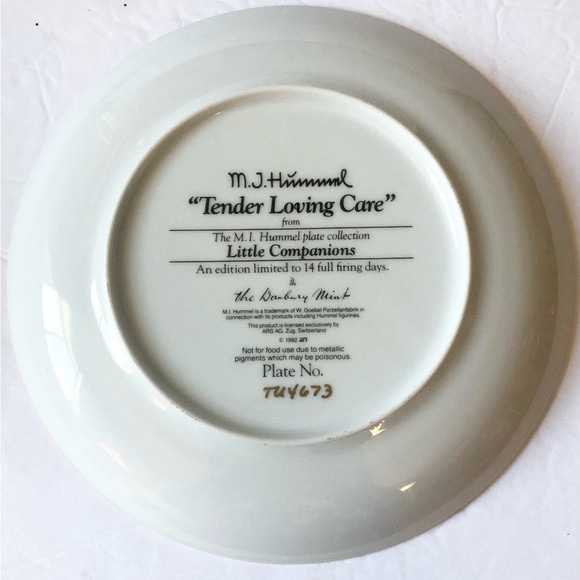 M.J.Hümmel
“Tender Loving Care”
from
The M.I. Hummel plate collection
Little Companions
An edition limited to 14 full firing days.
the Danbury Mint
M.I. Hummel is a trademark of W. Goebel Porzellanfabrik in
connection with its products including Hummel figurines.
This product is licensed exclusively by
ARS AG, Zug, Switzerland
© 1992 ars
Not for food use due to metallic
pigments which may be poisonous
Plate No.
TU4673